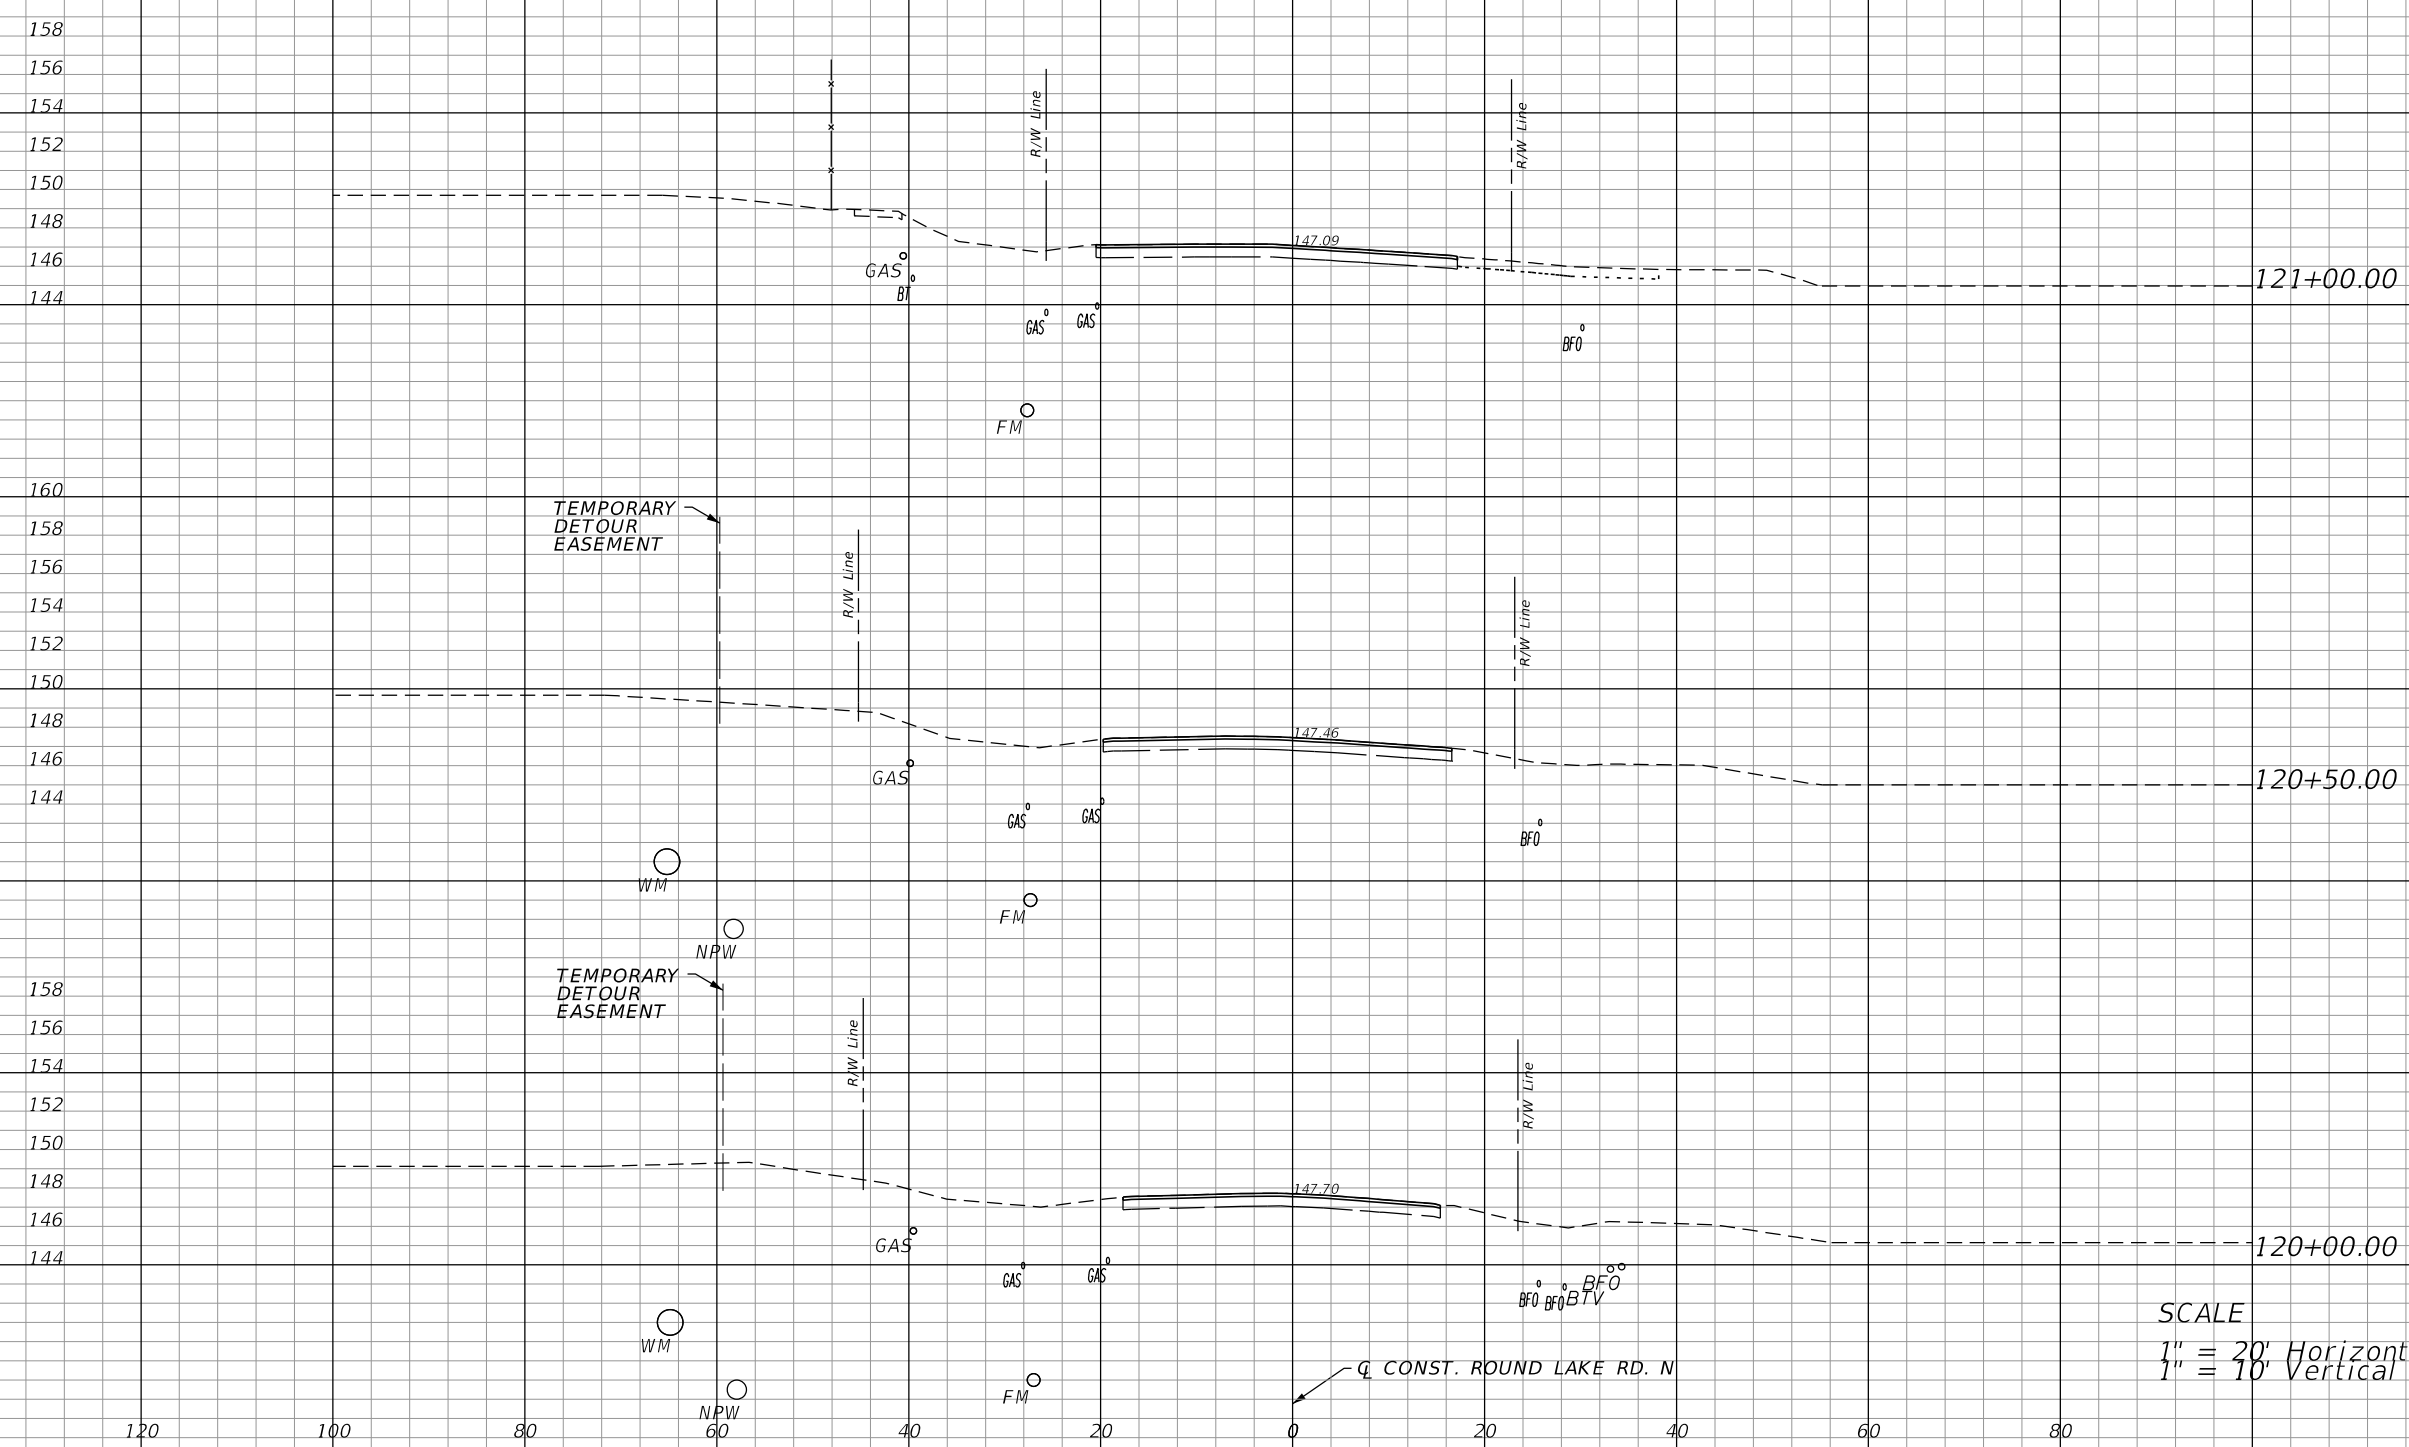 158
156
154
152
150
148
146
144
R/W Line
R/W Line
147.09
GAS
BT
GAS
GAS
BFO
FM
121+00.00
160
158
156
154
152
150
148
146
144
TEMPORARY
DETOUR
EASEMENT
R/W Line
R/W Line
147.46
GAS
GAS
GAS
BFO
WM
FM
NPW
120+50.00
158
156
154
152
150
148
146
144
TEMPORARY
DETOUR
EASEMENT
R/W Line
R/W Line
147.70
GAS
GAS
GAS
BFO
BFO
BTV
BFO
WM
FM
NPW
120+00.00
℄ CONST. ROUND LAKE RD. N
SCALE
1" = 20' Horizont
1" = 10' Vertical
120 100 80 60 40 20 0 20 40 60 80